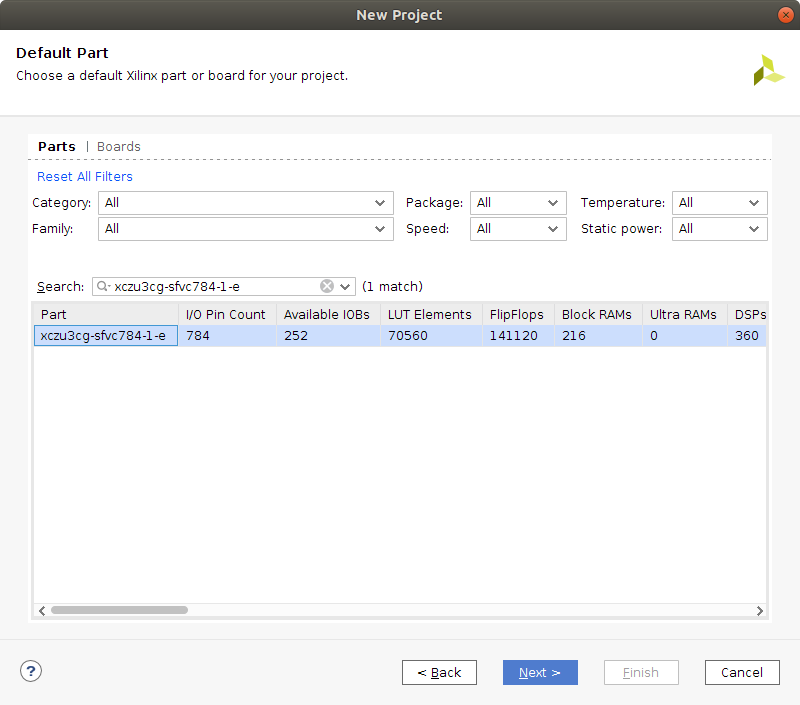 New Project
Default Part
Choose a default Xilinx part or board for your project.
Parts | Boards
Reset All Filters
Category: All Package: All Temperature: All
Family: All Speed: All Static power: All
Search: xczu3cg-sfvc784-1-e (1 match)
Part I/O Pin Count Available IOBs LUT Elements FlipFlops Block RAMs Ultra RAMs DSPs
xczu3cg-sfvc784-1-e 784 252 70560 141120 216 0 360
? < Back Next > Finish Cancel